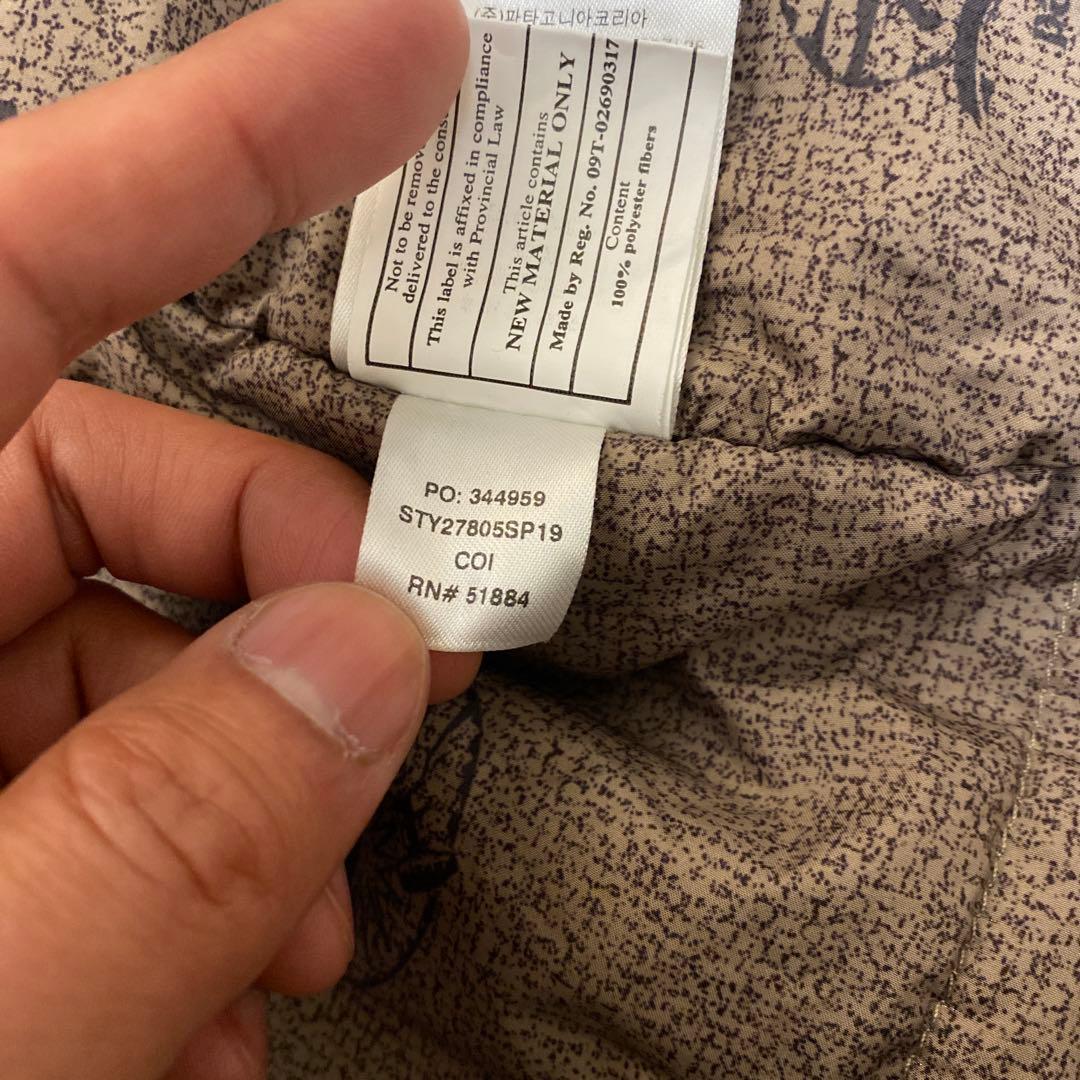 (주)파타고니아코리아
Not to be remov
delivered to the cons
This label is affixed in compliance
with Provincial Law
This article contains
NEW MATERIAL ONLY
Made by Reg. No. 09T-02690317
Content
100% polyester fibers
PO: 344959
STY27805SP19
COI
RN# 51884